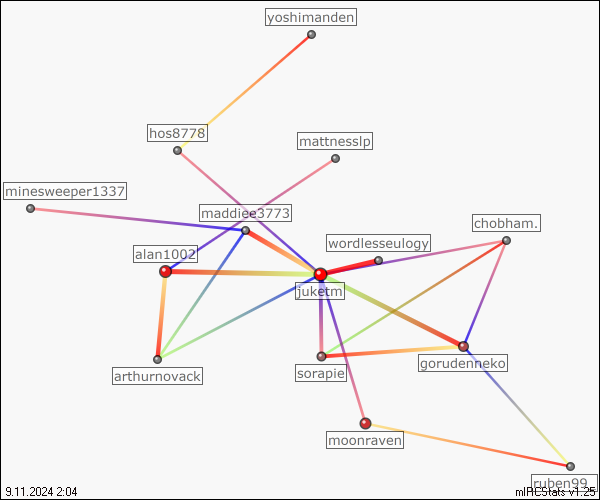 yoshimanden
hos8778
mattnesslp
minesweeper1337
maddiee3773
chobham.
wordlesseulogy
alan1002
juketm
gorudenneko
sorapie
arthurnovack
moonraven
ruben99_
9.11.2024 2:04
mIRCStats v1.25